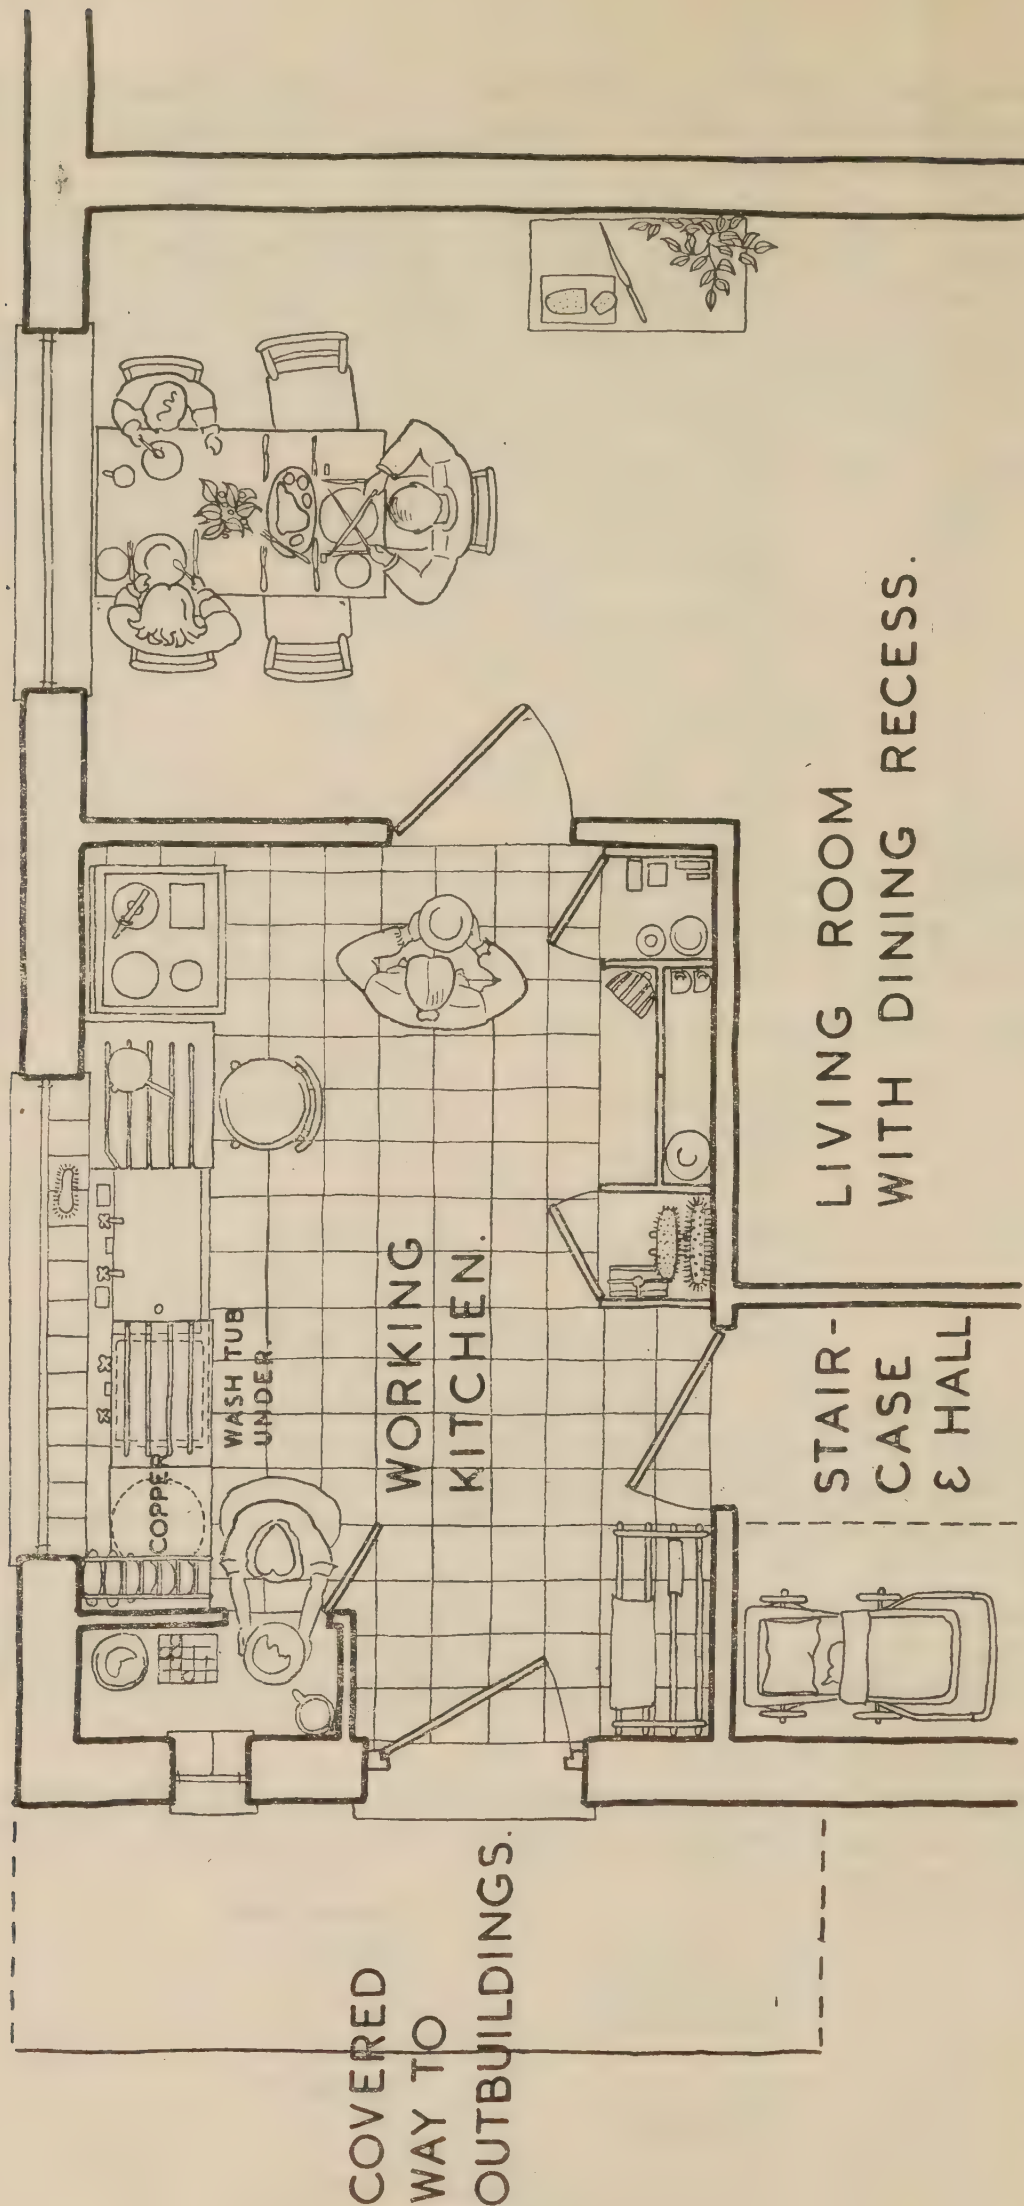 COVERED
WAY TO
OUTBUILDINGS.
COPPER
WASH TUB
UNDER.
WORKING
KITCHEN.
STAIR-
CASE
& HALL
LIVING ROOM
WITH DINING RECESS.